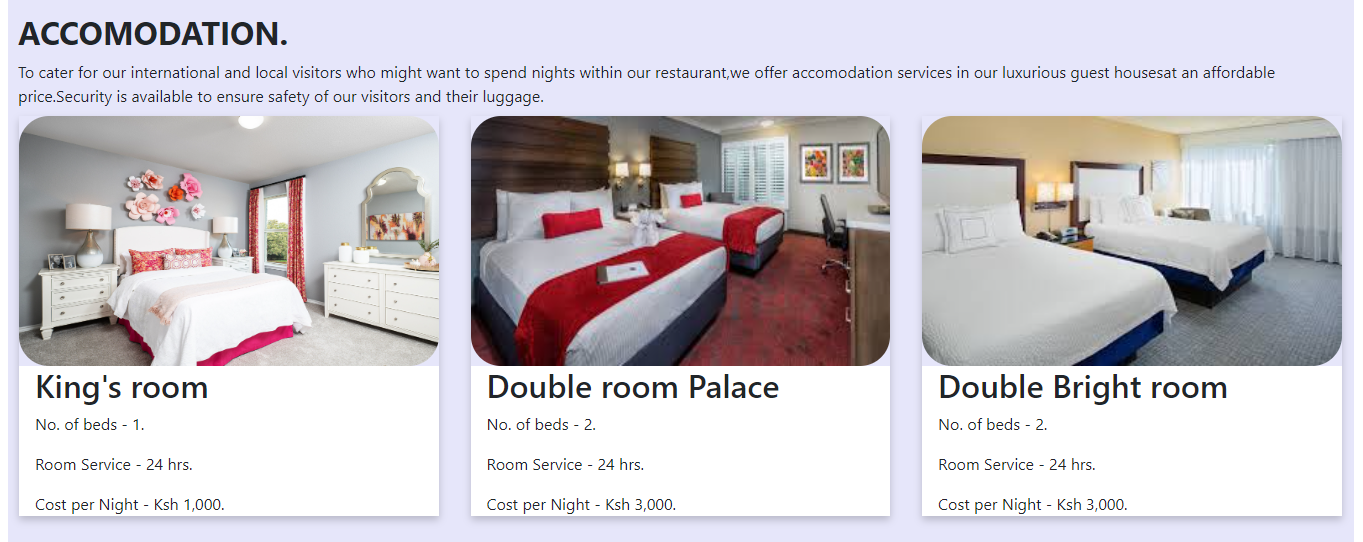 ACCOMODATION.
To cater for our international and local visitors who might want to spend nights within our restaurant,we offer accomodation services in our luxurious guest housesat an affordable
price.Security is available to ensure safety of our visitors and their luggage.
King's room
No. of beds - 1.
Room Service - 24 hrs.
Cost per Night - Ksh 1,000.
Double room Palace
No. of beds - 2.
Room Service - 24 hrs.
Cost per Night - Ksh 3,000.
Double Bright room
No. of beds - 2.
Room Service - 24 hrs.
Cost per Night - Ksh 3,000.